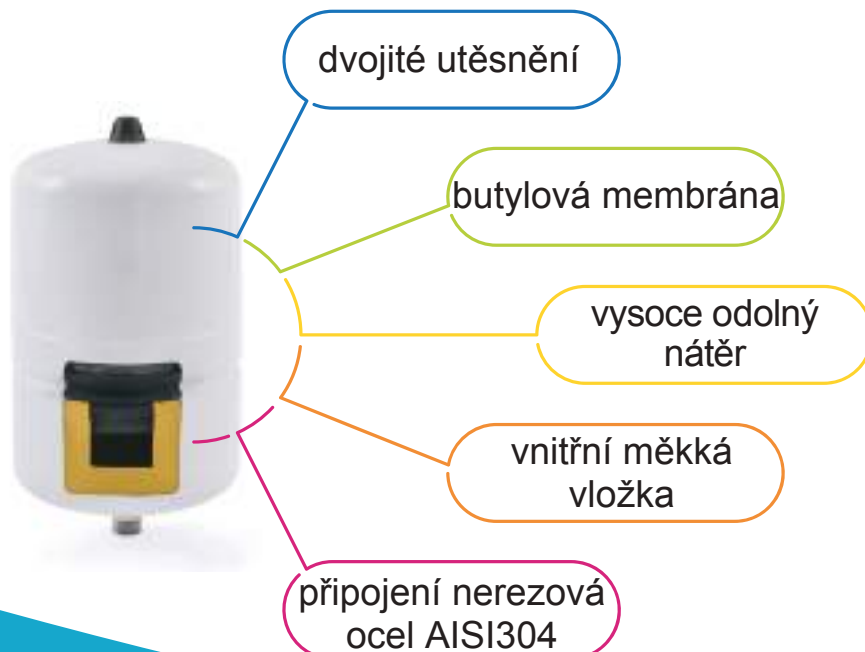 dvojité utěsnění
butylová membrána
vysoce odolný
nátěr
vnitřní měkká
vložka
připojení nerezová
ocel AISI304